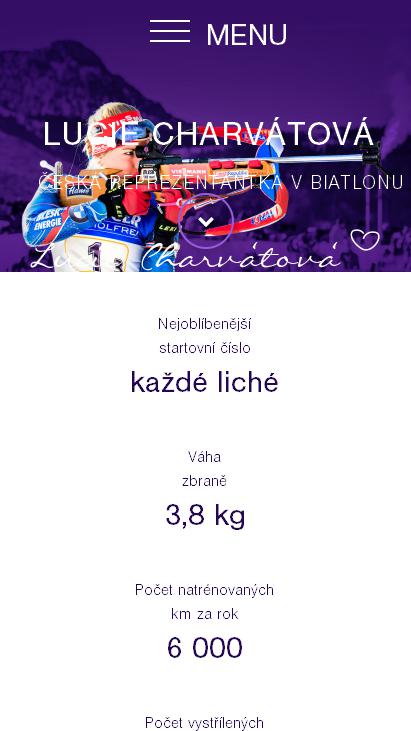 MENU
LUCIE CHARVÁTOVÁ
ČESKÁ REPREZENTANTKA V BIATLONU
Lucie Charvátová
Nejoblíbenější
startovní číslo
každé liché
Váha
zbraně
3,8 kg
Počet natrénovaných
km za rok
6 000
Počet vystřílených